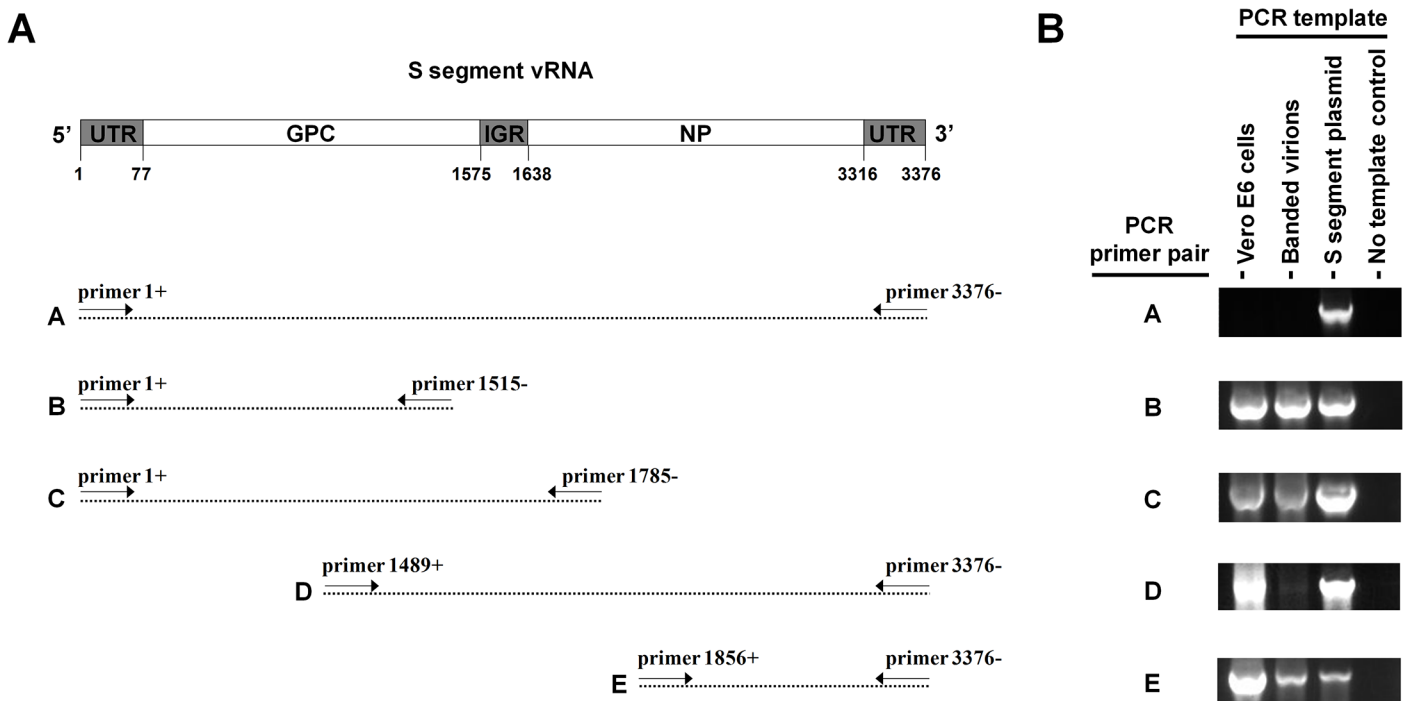 A
S segment vRNA
5’ UTR GPC IGR NP UTR 3’
1 77 1575 1638 3316 3376
primer 1+ primer 3376-
A
primer 1+ primer 1515-
B
primer 1+ primer 1785-
C
primer 1489+ primer 3376-
D
primer 1856+ primer 3376-
E
B
PCR template
- Vero E6 cells
- Banded virions
- S segment plasmid
- No template control
PCR
primer pair
A
B
C
D
E